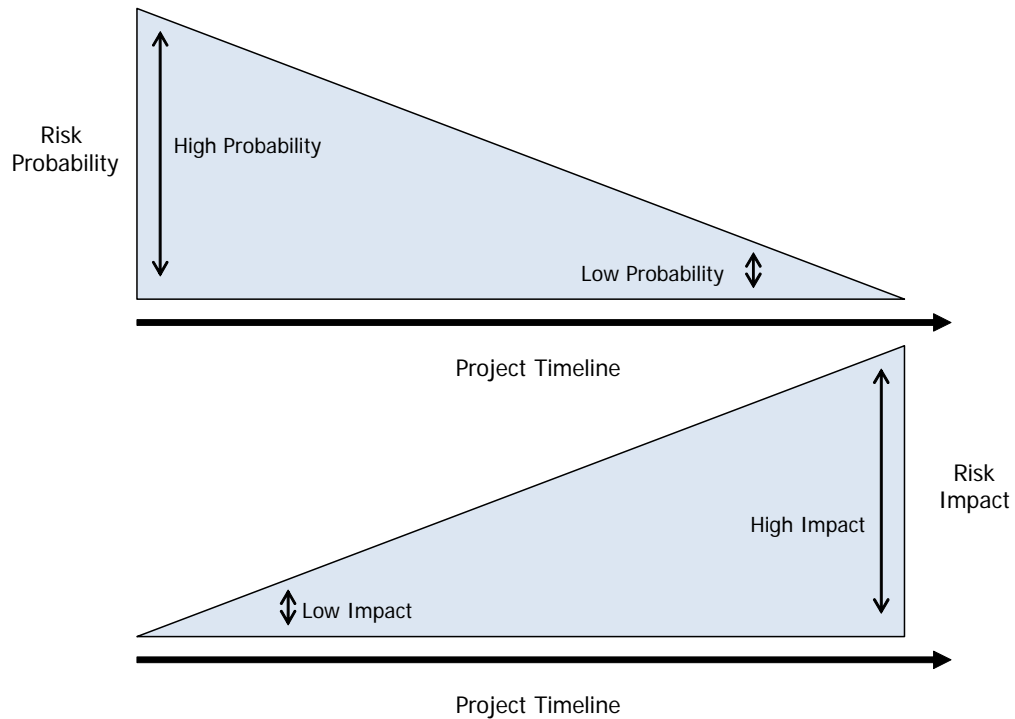 Risk
Probability
High Probability
Low Probability
Project Timeline
Risk
Impact
High Impact
Low Impact
Project Timeline